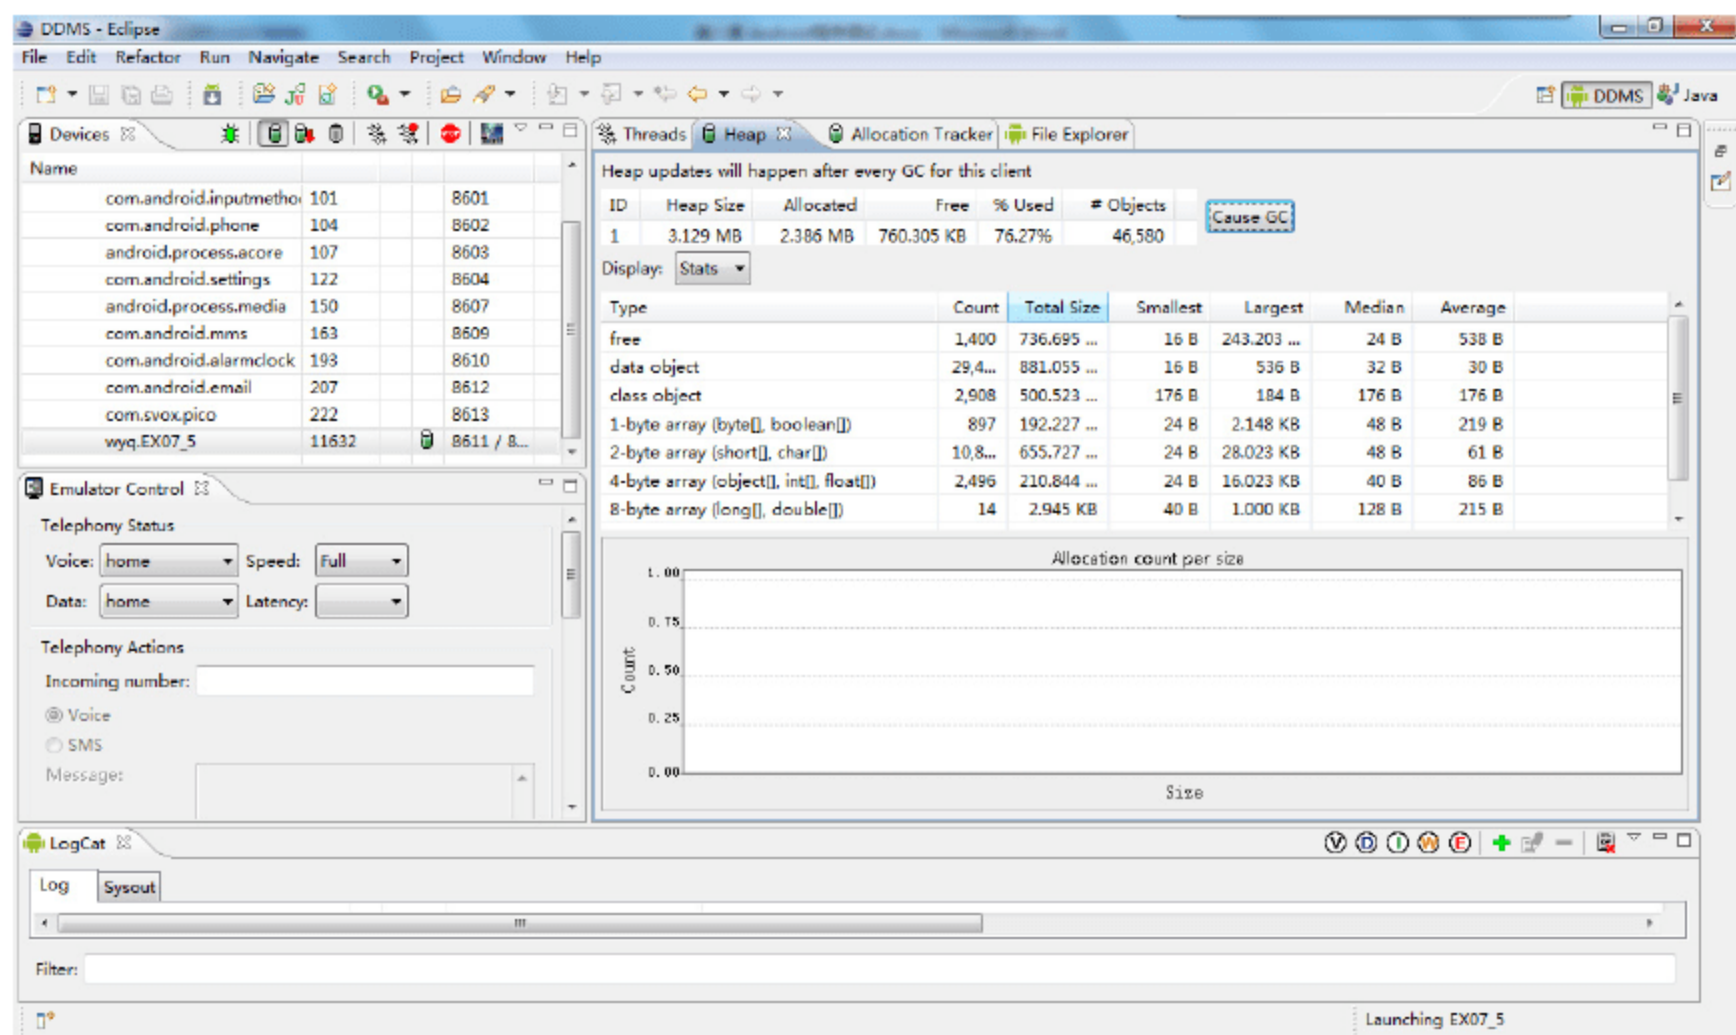 DDMS - Eclipse
File Edit Refactor Run Navigate Search Project Window Help
DDMS Java
Devices
Name
com.android.inputmetho 101 8601
com.android.phone 104 8602
android.process.acore 107 8603
com.android.settings 122 8604
android.process.media 150 8607
com.android.mms 163 8609
com.android.alarmclock 193 8610
com.android.email 207 8612
com.svox.pico 222 8613
wyq.EX07_5 11632 8611 / 8...
Emulator Control
Telephony Status
Voice: home Speed: Full
Data: home Latency:
Telephony Actions
Incoming number:
Voice
SMS
Message:
Threads Heap Allocation Tracker File Explorer
Heap updates will happen after every GC for this client
ID Heap Size Allocated Free % Used # Objects
1 3.129 MB 2.386 MB 760.305 KB 76.27% 46,580
Cause GC
Display: Stats
Type Count Total Size Smallest Largest Median Average
free 1,400 736.695 ... 16 B 243.203 ... 24 B 538 B
data object 29,4... 881.055 ... 16 B 536 B 32 B 30 B
class object 2,908 500.523 ... 176 B 184 B 176 B 176 B
1-byte array (byte[], boolean[]) 897 192.227 ... 24 B 2.148 KB 48 B 219 B
2-byte array (short[], char[]) 10,8... 655.727 ... 24 B 28.023 KB 48 B 61 B
4-byte array (object[], int[], float[]) 2,496 210.844 ... 24 B 16.023 KB 40 B 86 B
8-byte array (long[], double[]) 14 2.945 KB 40 B 1.000 KB 128 B 215 B
Allocation count per size
1.00
0.75
0.50
0.25
0.00
Count
Size
LogCat
V D I W E
Log Sysout
Filter:
Launching EX07_5